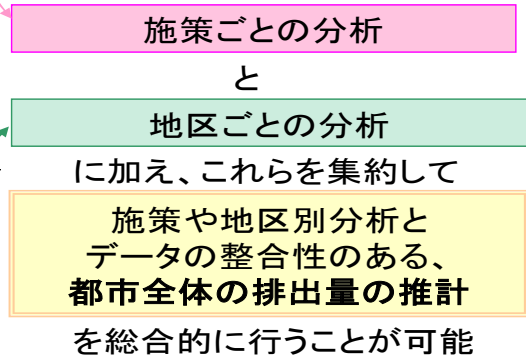 施策ごとの分析
と
地区ごとの分析
に加え、これらを集約して
施策や地区別分析と
データの整合性のある、
都市全体の排出量の推計
を総合的に行うことが可能